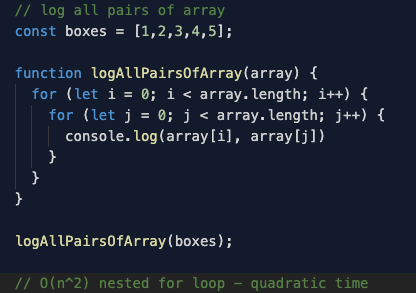 // log all pairs of array
const boxes = [1,2,3,4,5];
function logAllPairsOfArray(array) {
for (let i = 0; i < array.length; i++) {
for (let j = 0; j < array.length; j++) {
console.log(array[i], array[j])
}
}
}
logAllPairsOfArray(boxes);
// O(n^2) nested for loop – quadratic time